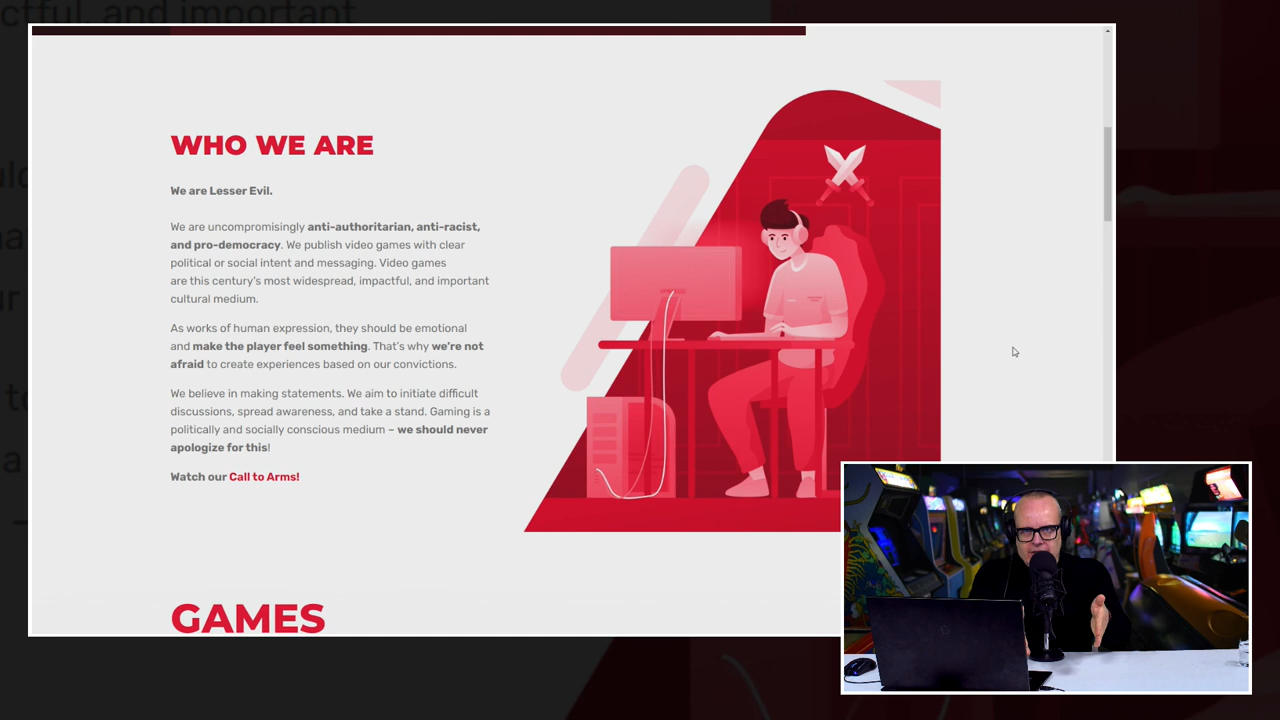 ctful, and important
WHO WE ARE
We are Lesser Evil.
We are uncompromisingly anti-authoritarian, anti-racist,
and pro-democracy. We publish video games with clear
political or social intent and messaging. Video games
are this century's most widespread, impactful, and important
cultural medium.
As works of human expression, they should be emotional
and make the player feel something. That's why we're not
afraid to create experiences based on our convictions.
We believe in making statements. We aim to initiate difficult
discussions, spread awareness, and take a stand. Gaming is a
politically and socially conscious medium – we should never
apologize for this!
Watch our Call to Arms!
GAMES